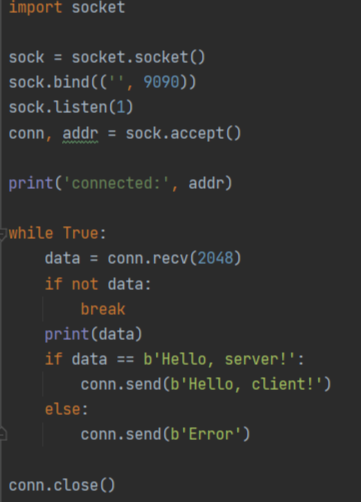 import socket
sock = socket.socket()
sock.bind(('', 9090))
sock.listen(1)
conn, addr = sock.accept()
print('connected:', addr)
while True:
    data = conn.recv(2048)
    if not data:
        break
    print(data)
    if data == b'Hello, server!':
        conn.send(b'Hello, client!')
    else:
        conn.send(b'Error')
conn.close()